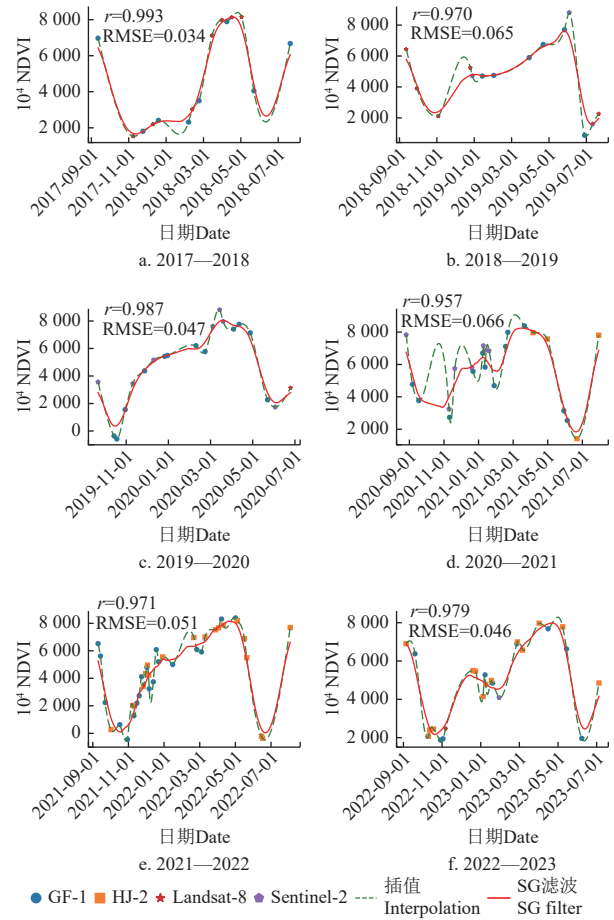 r=0.993
RMSE=0.034
10⁴ NDVI
8 000
6 000
4 000
2 000
2017-09-01
2017-11-01
2018-01-01
2018-03-01
2018-05-01
2018-07-01
日期Date
a. 2017—2018
r=0.970
RMSE=0.065
10⁴ NDVI
8 000
6 000
4 000
2 000
2018-09-01
2018-11-01
2019-01-01
2019-03-01
2019-05-01
2019-07-01
日期Date
b. 2018—2019
r=0.987
RMSE=0.047
10⁴ NDVI
8 000
6 000
4 000
2 000
0
2019-11-01
2020-01-01
2020-03-01
2020-05-01
2020-07-01
日期Date
c. 2019—2020
r=0.957
RMSE=0.066
10⁴ NDVI
8 000
6 000
4 000
2 000
2020-09-01
2020-11-01
2021-01-01
2021-03-01
2021-05-01
2021-07-01
日期Date
d. 2020—2021
r=0.971
RMSE=0.051
10⁴ NDVI
8 000
6 000
4 000
2 000
0
2021-09-01
2021-11-01
2022-01-01
2022-03-01
2022-05-01
2022-07-01
日期Date
e. 2021—2022
r=0.979
RMSE=0.046
10⁴ NDVI
8 000
6 000
4 000
2 000
2022-09-01
2022-11-01
2023-01-01
2023-03-01
2023-05-01
2023-07-01
日期Date
f. 2022—2023
GF-1 HJ-2 Landsat-8 Sentinel-2 插值 SG滤波
Interpolation SG filter